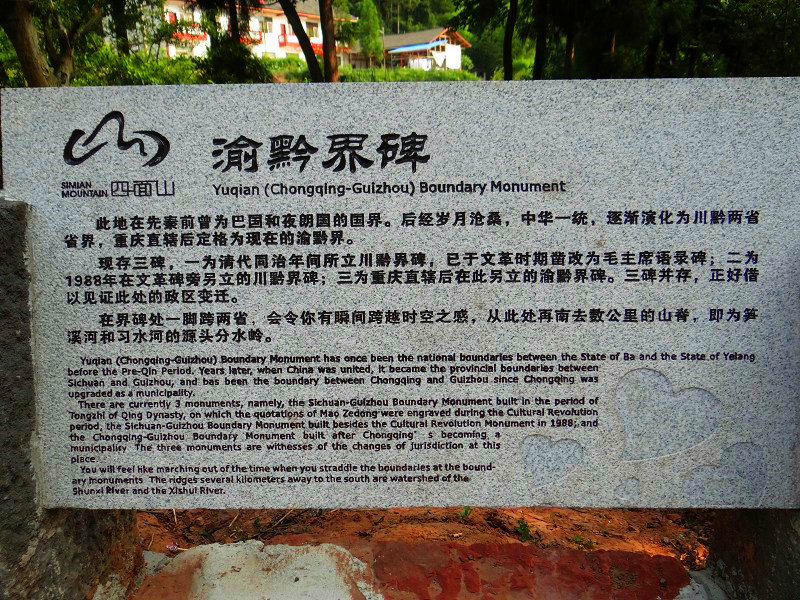 SIMIAN
MOUNTAIN 四面山
渝黔界碑
Yuqian (Chongqing-Guizhou) Boundary Monument
此地在先秦前曾为巴国和夜朗国的国界。后经岁月沧桑，中华一统，逐渐演化为川黔两省
省界，重庆直辖后定格为现在的渝黔界。
现存三碑，一为清代同治年间所立川黔界碑，已于文革时期凿改为毛主席语录碑；二为
1988年在文革碑旁另立的川黔界碑；三为重庆直辖后在此另立的渝黔界碑。三碑并存，正好借
以见证此处的政区变迁。
在界碑处一脚跨两省，会令你有瞬间跨越时空之感，从此处再南去数公里的山脊，即为笋
溪河和习水河的源头分水岭。
Yuqian (Chongqing-Guizhou) Boundary Monument has once been the national boundaries between the State of Ba and the State of Yelang
before the Pre-Qin Period. Years later, when China was united, it became the provincial boundaries between
Sichuan and Guizhou, and has been the boundary between Chongqing and Guizhou since Chongqing was
upgraded as a municipality.
There are currently 3 monuments, namely, the Sichuan-Guizhou Boundary Monument built in the period of
Tongzhi of Qing Dynasty, on which the quotations of Mao Zedong were engraved during the Cultural Revolution
period, the Sichuan-Guizhou Boundary Monument built besides the Cultural Revolution Monument in 1988; and
the Chongqing-Guizhou Boundary Monument built after Chongqing' s becoming a
municipality The three monuments are witnesses of the changes of jurisdiction at this
place.
You will feel like marching out of the time when you straddle the boundaries at the bound-
ary monuments The ridges several kilometers away to the south are watershed of the
Shunxi River and the Xishui River.